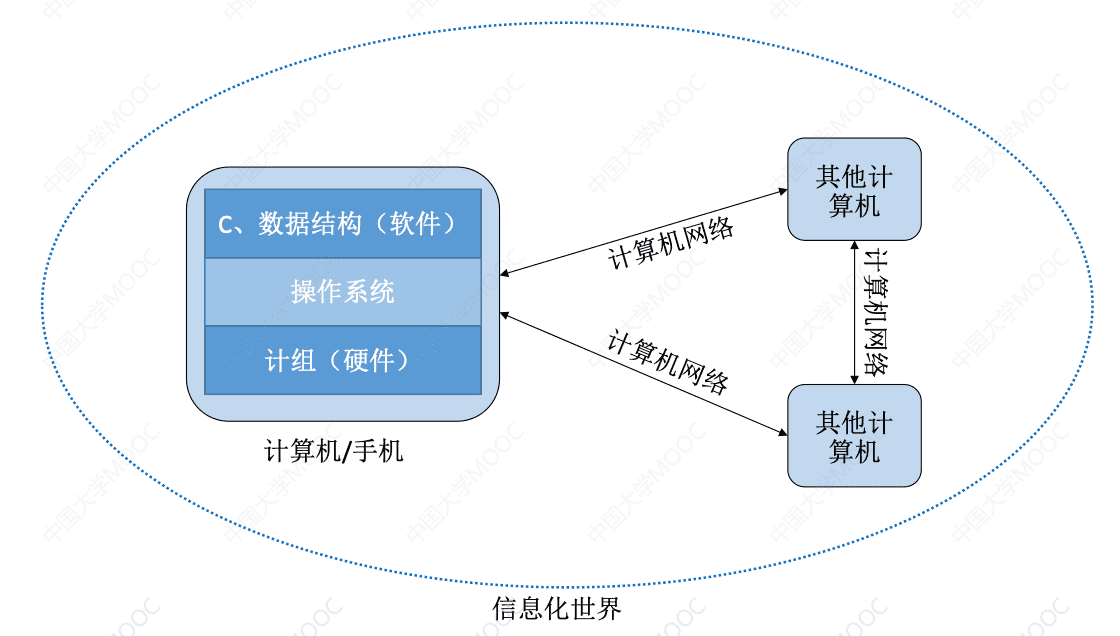 C、数据结构（软件）
操作系统
计组（硬件）
计算机/手机
计算机网络
计算机网络
计算机网络
其他计
算机
其他计
算机
信息化世界
中国大学MOOC